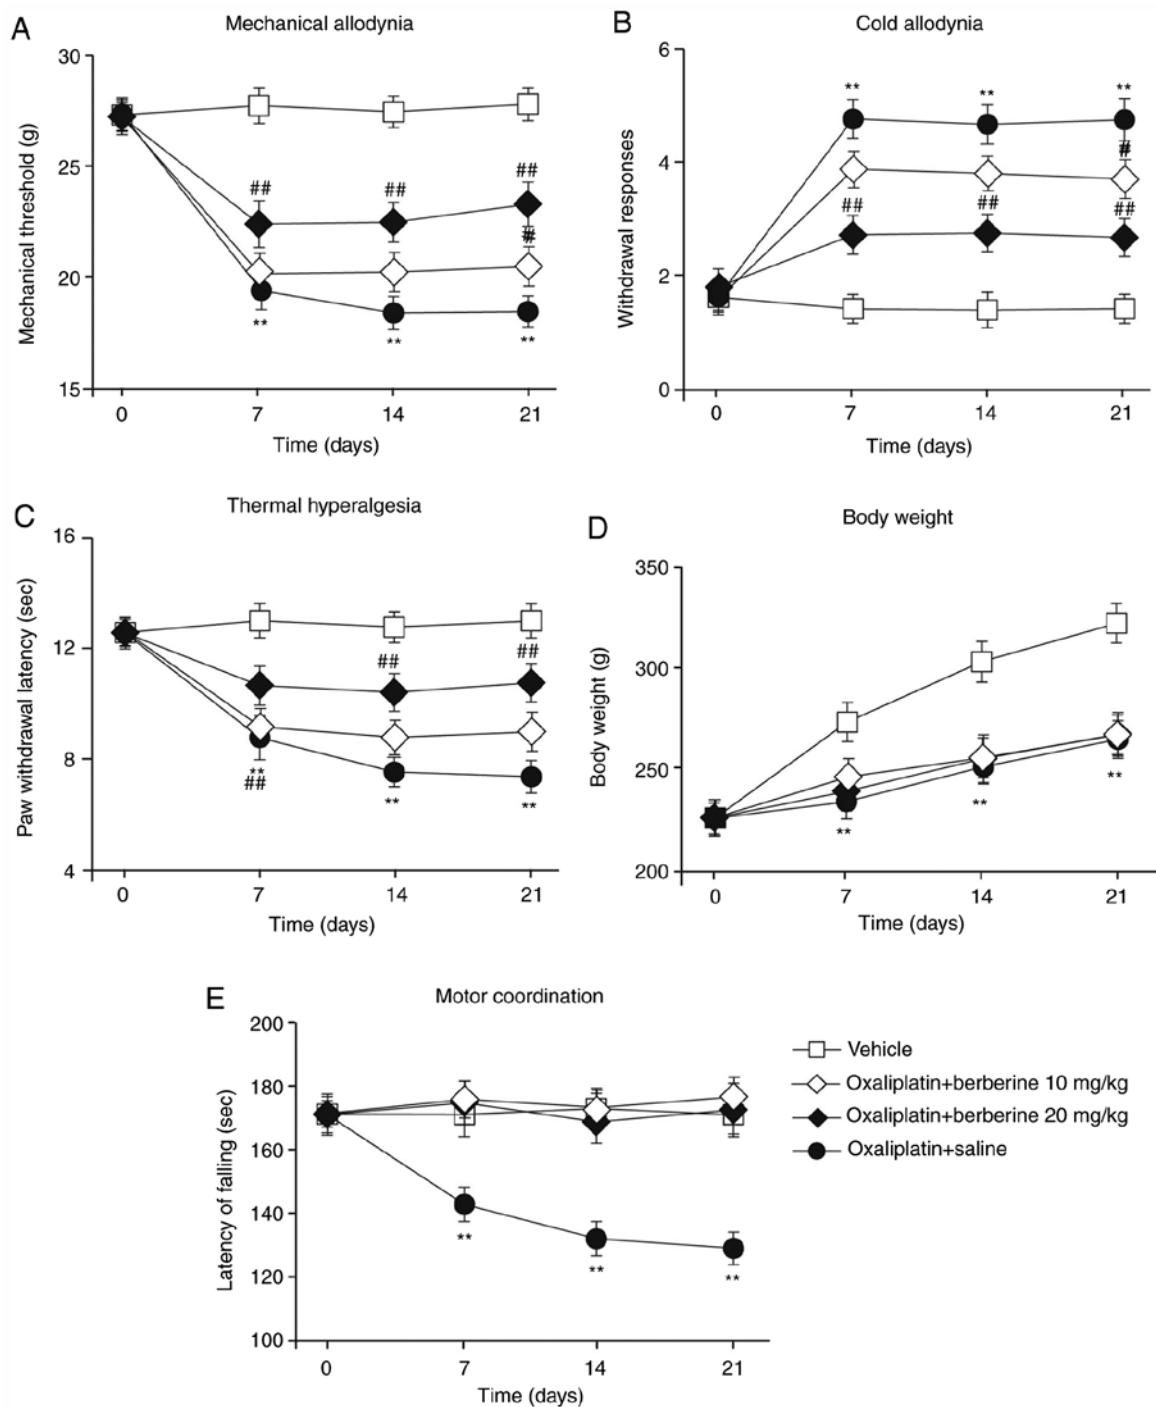 A
Mechanical allodynia
Mechanical threshold (g)
30
25
20
15
##
##
##
#
**
**
**
0 7 14 21
Time (days)
B
Cold allodynia
Withdrawal responses
6
4
2
0
**
**
**
#
##
##
##
0 7 14 21
Time (days)
C
Thermal hyperalgesia
Paw withdrawal latency (sec)
16
12
8
4
##
##
**
##
**
**
0 7 14 21
Time (days)
D
Body weight
Body weight (g)
350
300
250
200
**
**
**
0 7 14 21
Time (days)
E
Motor coordination
Latency of falling (sec)
200
180
160
140
120
100
**
**
**
0 7 14 21
Time (days)
Vehicle
Oxaliplatin+berberine 10 mg/kg
Oxaliplatin+berberine 20 mg/kg
Oxaliplatin+saline